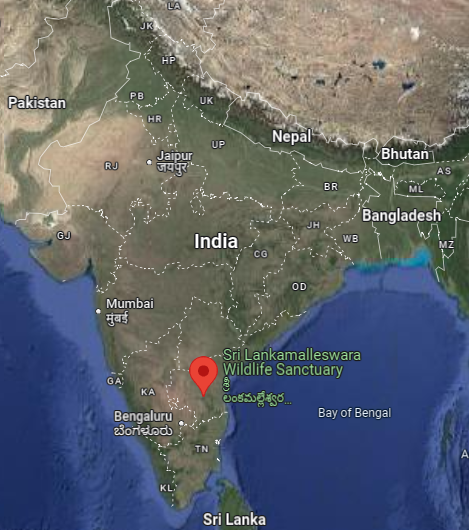 LA
JK
HP
Pakistan
PB
UK
HR
Nepal
UP
Jaipur
जयपुर
Bhutan
RJ
AS
BR
ML
Bangladesh
GJ
JH
WB
India
MZ
CG
OD
Mumbai
मुंबई
Sri Lankamalleswara
Wildlife Sanctuary
శ్రీ
లంకమల్లేశ్వర...
GA
KA
Bengaluru
ಬೆಂಗಳೂರು
Bay of Bengal
TN
A
KL
Sri Lanka